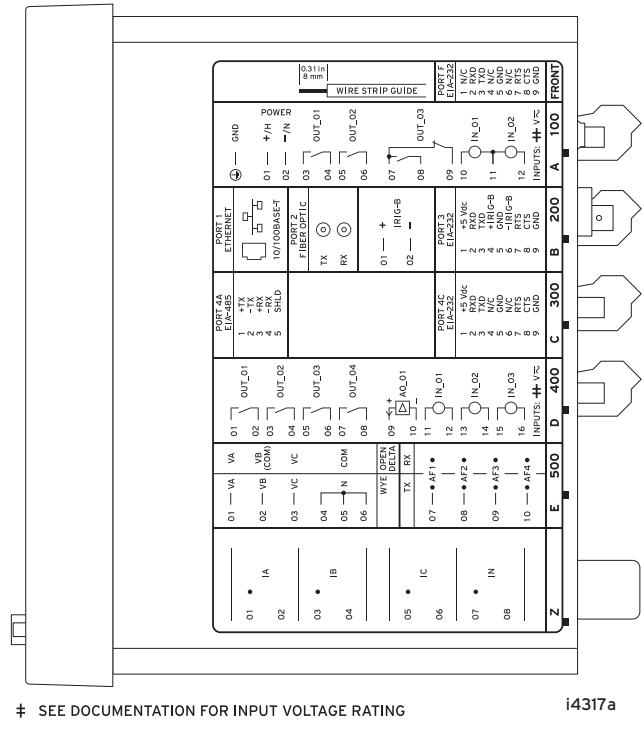 0.31 in
8 mm
WIRE STRIP GUIDE
PORT F
EIA-232
1 N/C
2 RXD
3 TXD
4 N/C
5 GND
6 N/C
7 RTS
8 CTS
9 GND
FRONT
GND
POWER
01 +/H
02 -/N
OUT_01
03
04
OUT_02
05
06
OUT_03
07
08
09
IN_01
10
11
IN_02
12
INPUTS: ⧧ V
A 100
PORT 1
ETHERNET
10/100BASE-T
PORT 2
FIBER OPTIC
TX
RX
IRIG-B
01 +
02 -
PORT 3
EIA-232
1 +5 Vdc
2 RXD
3 TXD
4 +IRIG-B
5 GND
6 -IRIG-B
7 RTS
8 CTS
9 GND
B 200
PORT 4A
EIA-485
1 +TX
2 -TX
3 +RX
4 -RX
5 SHLD
PORT 4C
EIA-232
1 +5 Vdc
2 RXD
3 TXD
4 N/C
5 GND
6 N/C
7 RTS
8 CTS
9 GND
C 300
OUT_01
01
02
OUT_02
03
04
OUT_03
05
06
OUT_04
07
08
AO_01
09 +
10 -
IN_01
11
12
IN_02
13
14
IN_03
15
16
INPUTS: ⧧ V
D 400
01 VA VA
02 VB VB (COM)
03 VC VC
04
05 N COM
06
WYE OPEN DELTA
TX RX
07 AF1
08 AF2
09 AF3
10 AF4
E 500
01 IA
02
03 IB
04
05 IC
06
07 IN
08
Z
⧧ SEE DOCUMENTATION FOR INPUT VOLTAGE RATING
i4317a